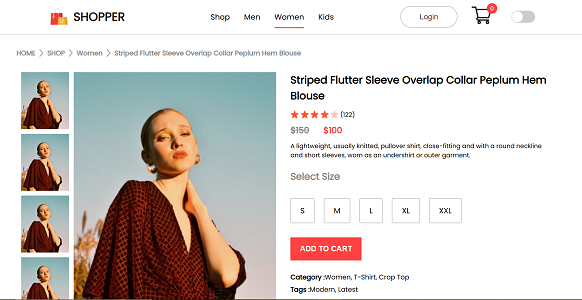 SHOPPER
Shop Men Women Kids
Login
0
HOME SHOP Women Striped Flutter Sleeve Overlap Collar Peplum Hem Blouse
Striped Flutter Sleeve Overlap Collar Peplum Hem
Blouse
(122)
$150 $100
A lightweight, usually knitted, pullover shirt, close-fitting and with a round neckline
and short sleeves, worn as an undershirt or outer garment.
Select Size
S M L XL XXL
ADD TO CART
Category :Women, T-Shirt, Crop Top
Tags :Modern, Latest